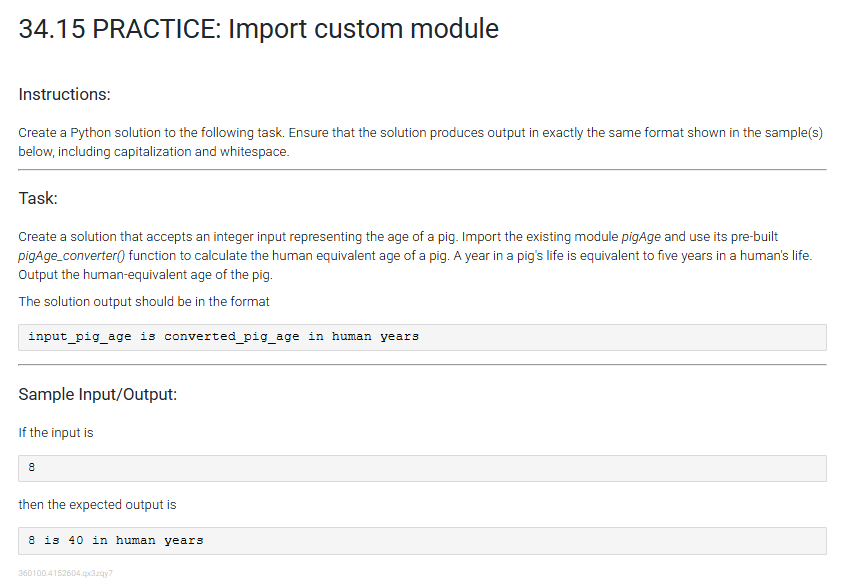 34.15 PRACTICE: Import custom module
Instructions:
Create a Python solution to the following task. Ensure that the solution produces output in exactly the same format shown in the sample(s)
below, including capitalization and whitespace.
Task:
Create a solution that accepts an integer input representing the age of a pig. Import the existing module pigAge and use its pre-built
pigAge_converter() function to calculate the human equivalent age of a pig. A year in a pig's life is equivalent to five years in a human's life.
Output the human-equivalent age of the pig.
The solution output should be in the format
input_pig_age is converted_pig_age in human years
Sample Input/Output:
If the input is
8
then the expected output is
8 is 40 in human years
360100.4152604.qx3zqy7